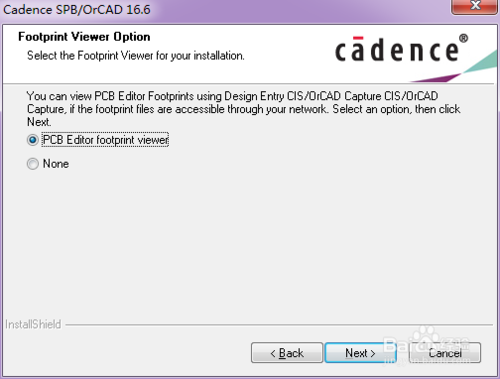 Cadence SPB/OrCAD 16.6
Footprint Viewer Option
Select the Footprint Viewer for your installation.
cādence®
You can view PCB Editor Footprints using Design Entry CIS/OrCAD Capture CIS/OrCAD
Capture, if the footprint files are accessible through your network. Select an option, then click
Next.
PCB Editor footprint viewer
None
InstallShield
< Back
Next >
Cancel